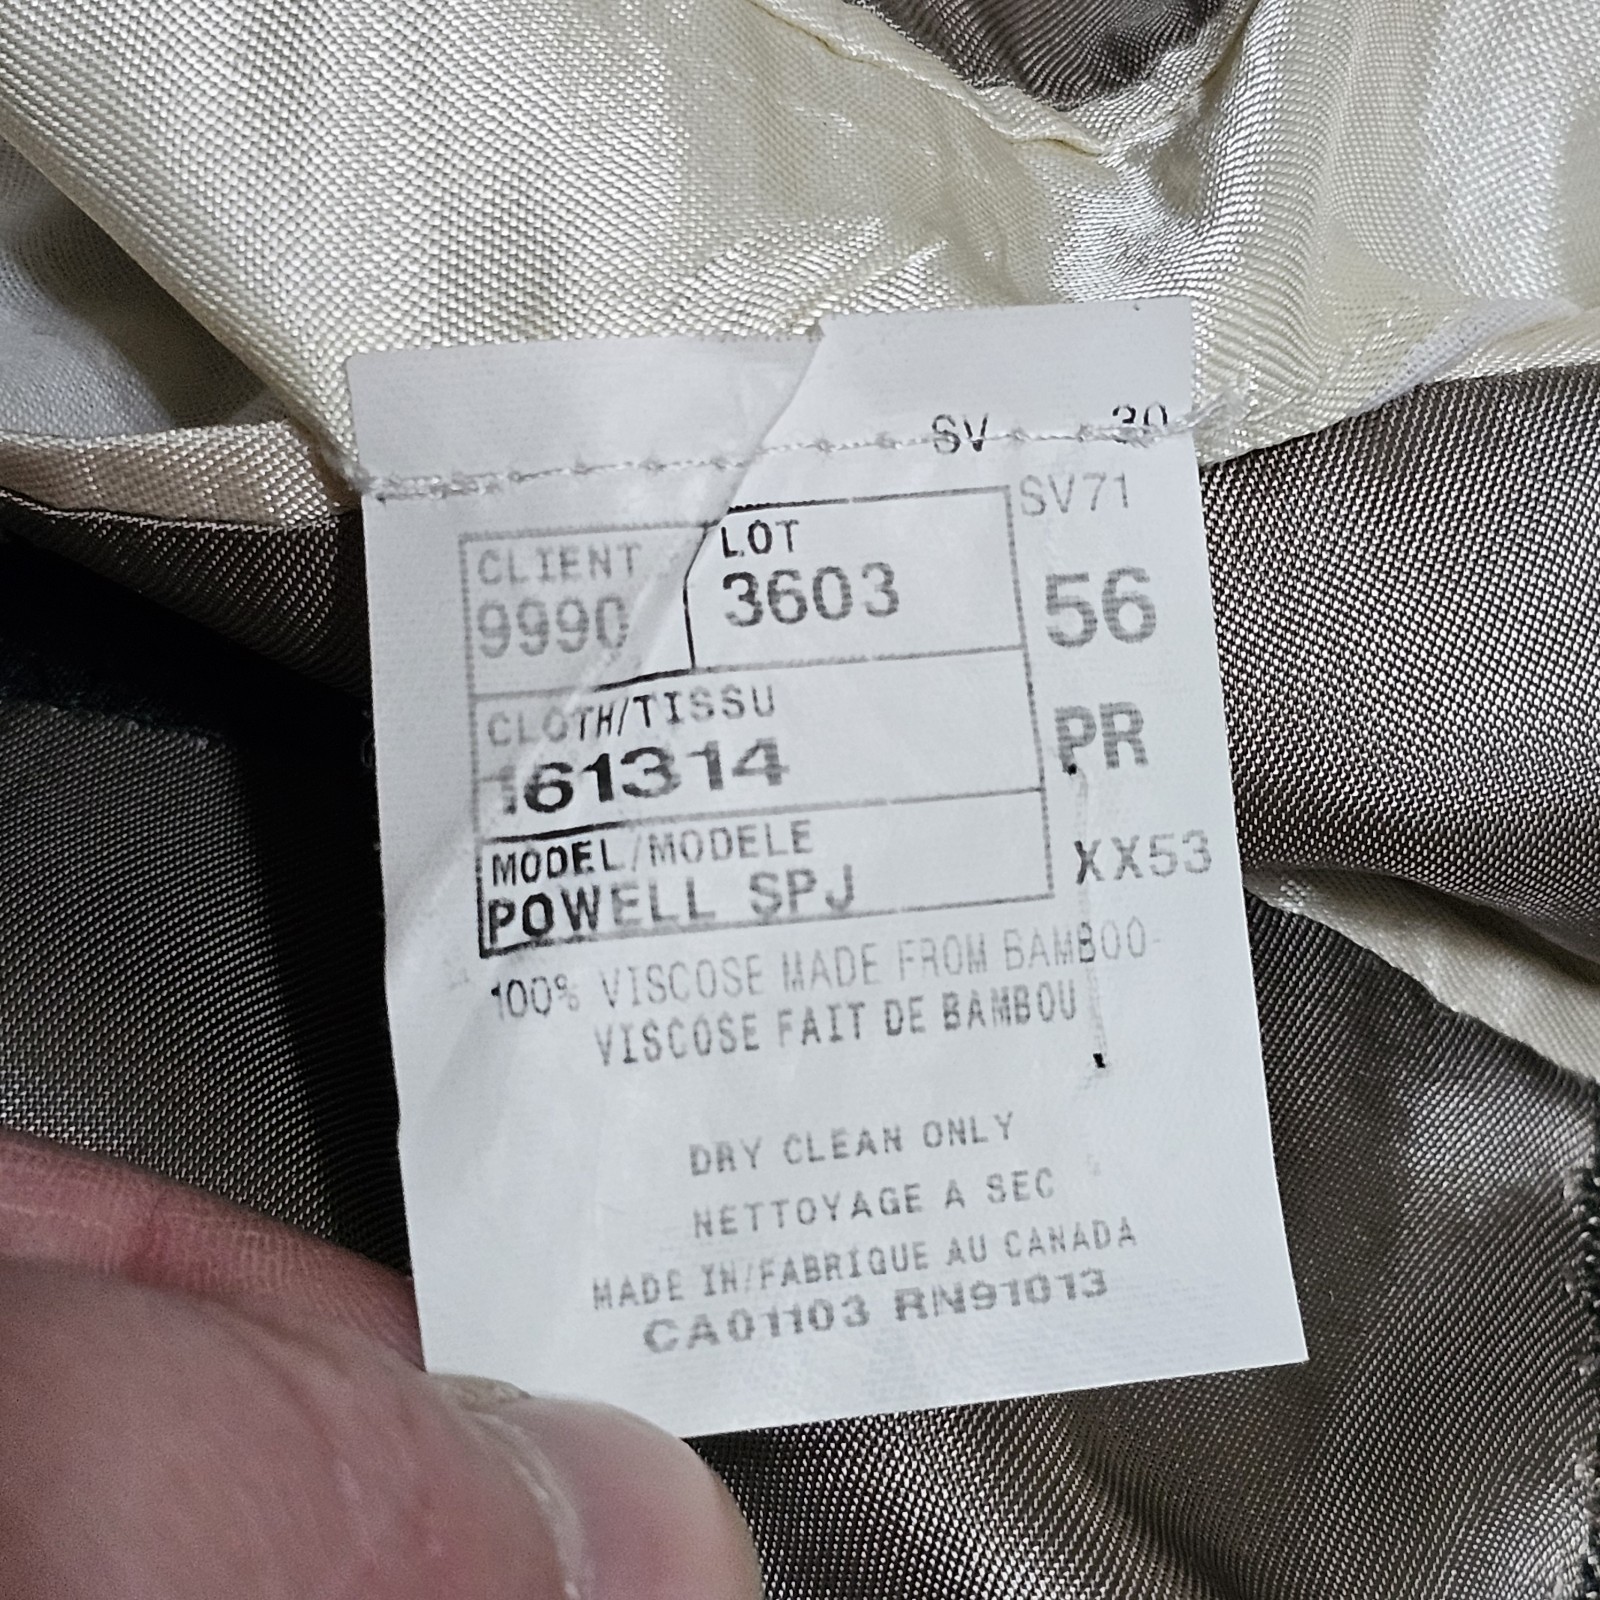 SV 30
SV71
CLIENT LOT
9990 3603
56
CLOTH/TISSU
161314
PR
MODEL/MODELE
POWELL SPJ
XX53
100% VISCOSE MADE FROM BAMBOO-
VISCOSE FAIT DE BAMBOU
DRY CLEAN ONLY
NETTOYAGE A SEC
MADE IN/FABRIQUE AU CANADA
CA01103 RN91013